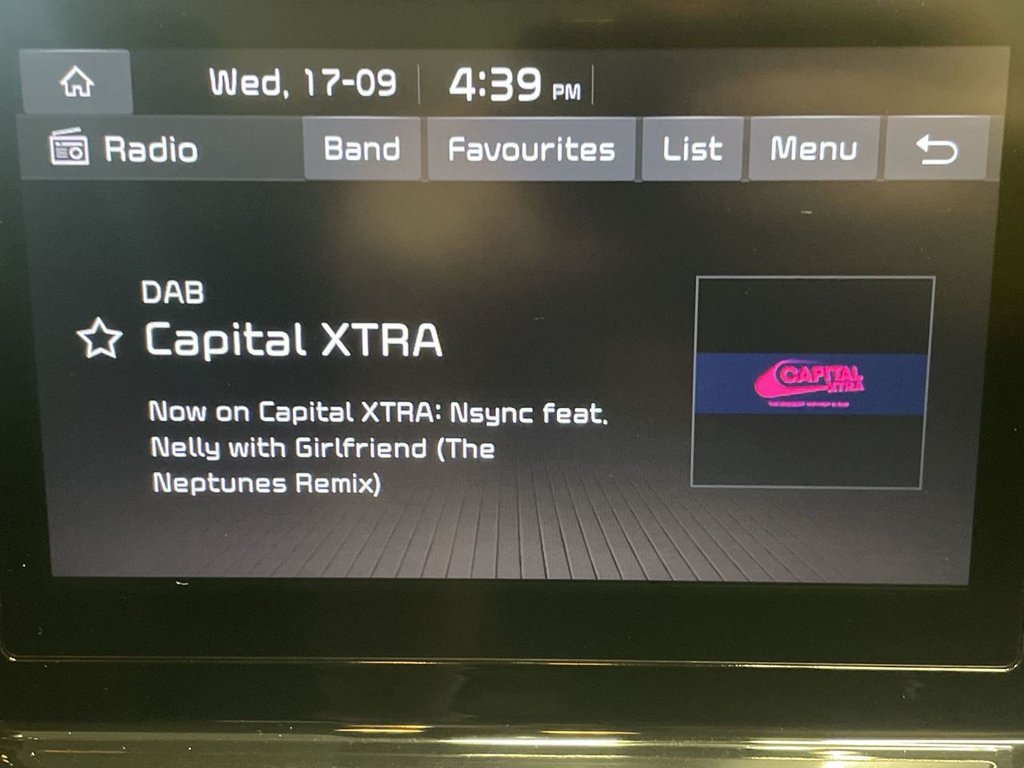 Wed, 17-09 4:39 PM
Radio Band Favourites List Menu
DAB
Capital XTRA
Now on Capital XTRA: Nsync feat.
Nelly with Girlfriend (The
Neptunes Remix)
CAPITAL
XTRA